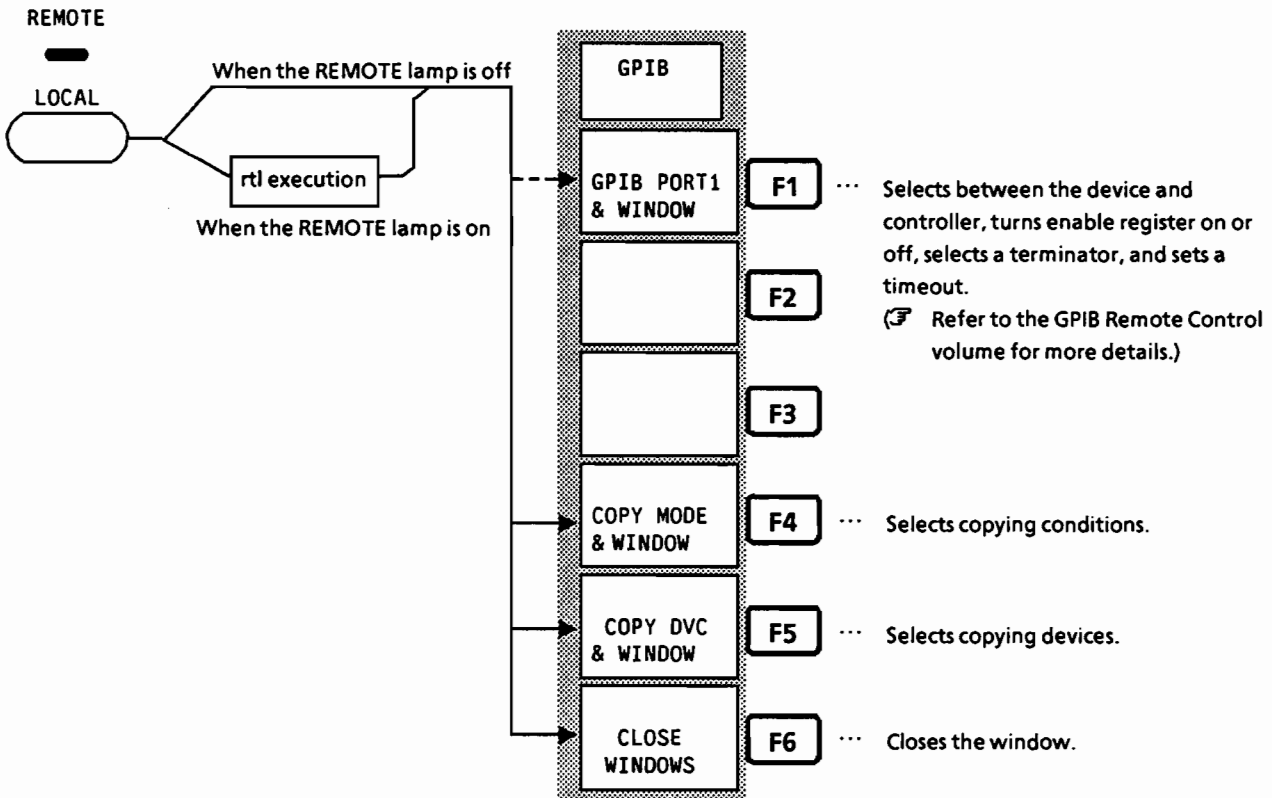 REMOTE
LOCAL
When the REMOTE lamp is off
rtl execution
When the REMOTE lamp is on
GPIB
GPIB PORT1
& WINDOW
F1
··· Selects between the device and
controller, turns enable register on or
off, selects a terminator, and sets a
timeout.
(☞ Refer to the GPIB Remote Control
volume for more details.)
F2
F3
COPY MODE
& WINDOW
F4
··· Selects copying conditions.
COPY DVC
& WINDOW
F5
··· Selects copying devices.
CLOSE
WINDOWS
F6
··· Closes the window.